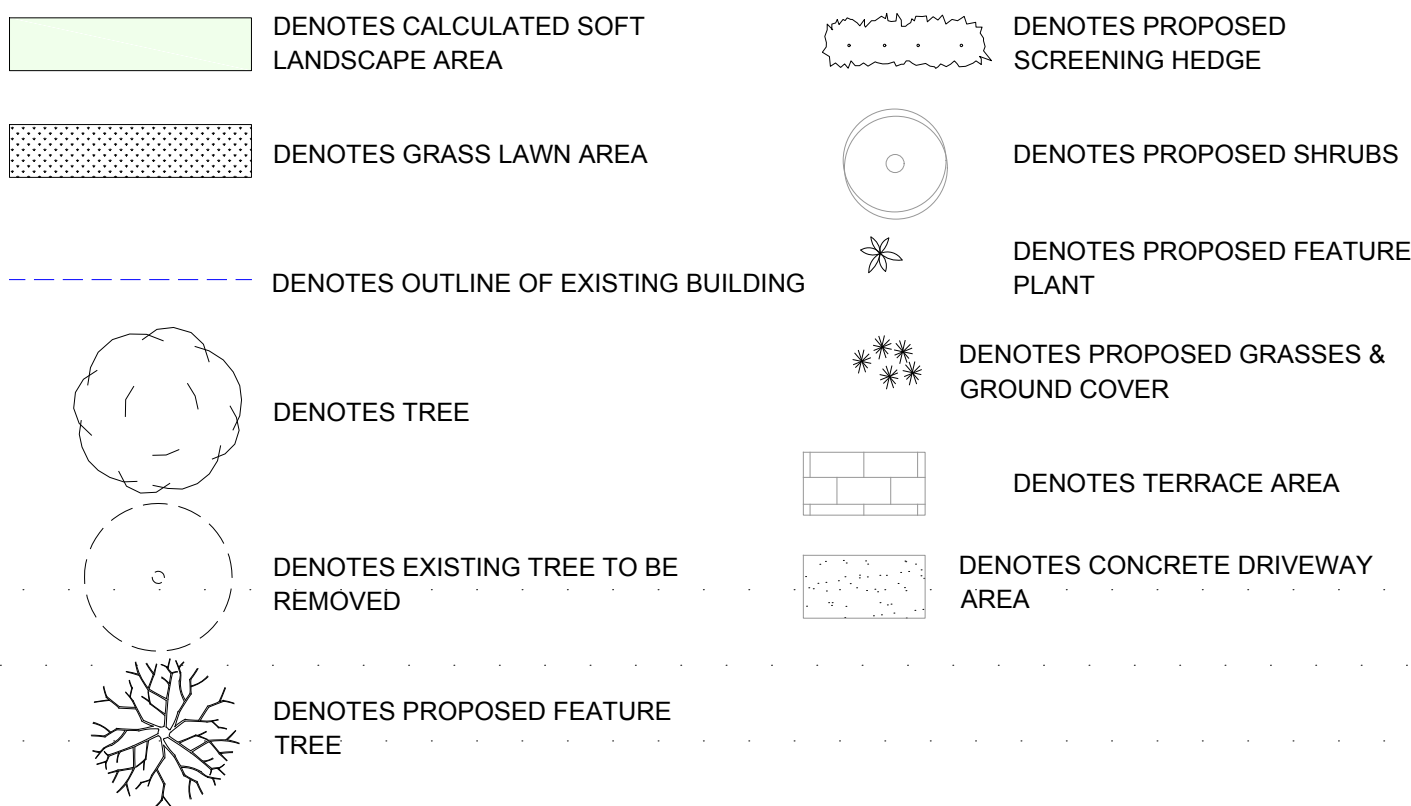 DENOTES CALCULATED SOFT
LANDSCAPE AREA
DENOTES GRASS LAWN AREA
DENOTES OUTLINE OF EXISTING BUILDING
DENOTES TREE
DENOTES EXISTING TREE TO BE
REMOVED
DENOTES PROPOSED FEATURE
TREE
DENOTES PROPOSED
SCREENING HEDGE
DENOTES PROPOSED SHRUBS
DENOTES PROPOSED FEATURE
PLANT
DENOTES PROPOSED GRASSES &
GROUND COVER
DENOTES TERRACE AREA
DENOTES CONCRETE DRIVEWAY
AREA